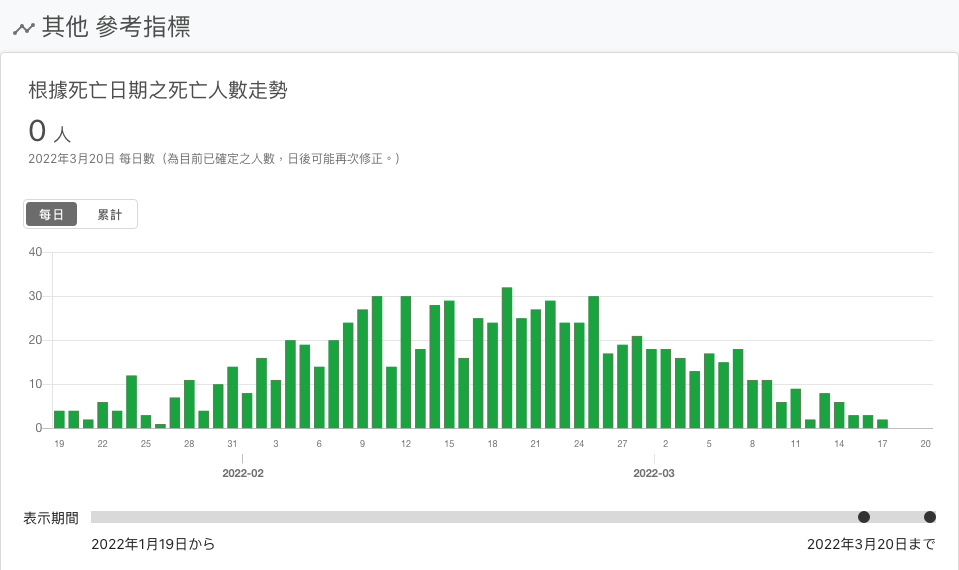 其他 參考指標
根據死亡日期之死亡人數走勢
0 人
2022年3月20日 每日數（為目前已確定之人數，日後可能再次修正。）
每日 累計
40
30
20
10
0
19 22 25 28 31 3 6 9 12 15 18 21 24 27 2 5 8 11 14 17 20
2022-02 2022-03
表示期間
2022年1月19日から 2022年3月20日まで